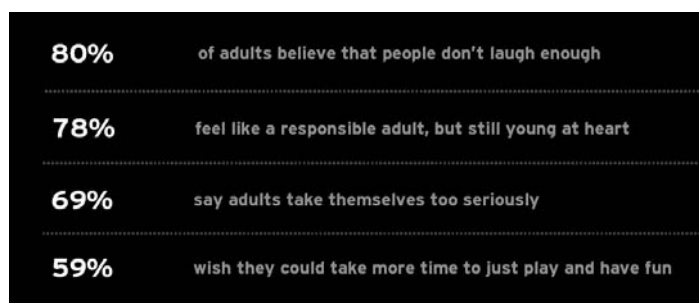 80% of adults believe that people don't laugh enough
78% feel like a responsible adult, but still young at heart
69% say adults take themselves too seriously
59% wish they could take more time to just play and have fun